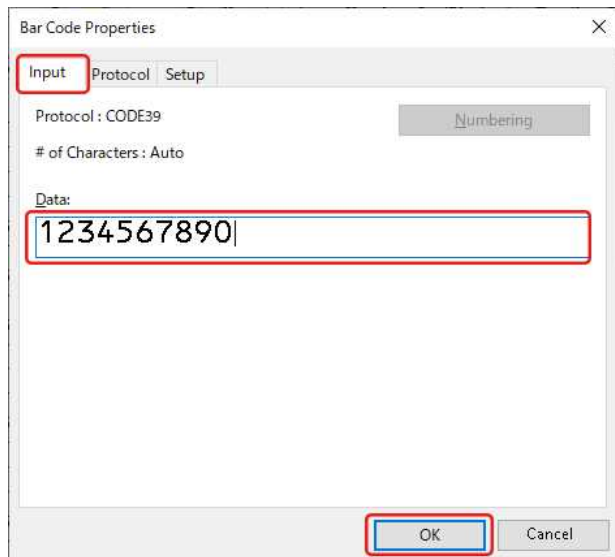 Bar Code Properties
Input Protocol Setup
Protocol : CODE39
Numbering
# of Characters : Auto
Data:
1234567890
OK Cancel